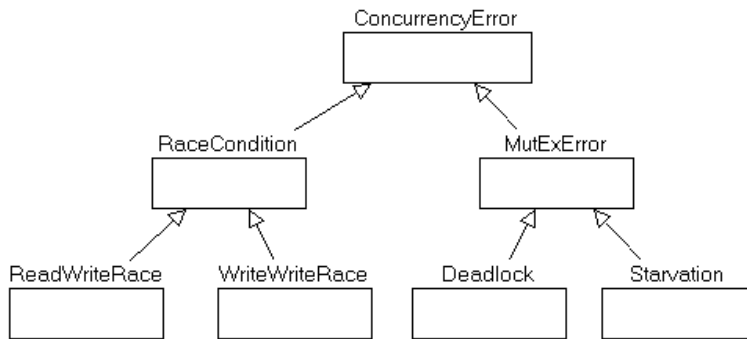 ConcurrencyError
RaceCondition
MutExError
ReadWriteRace
WriteWriteRace
Deadlock
Starvation